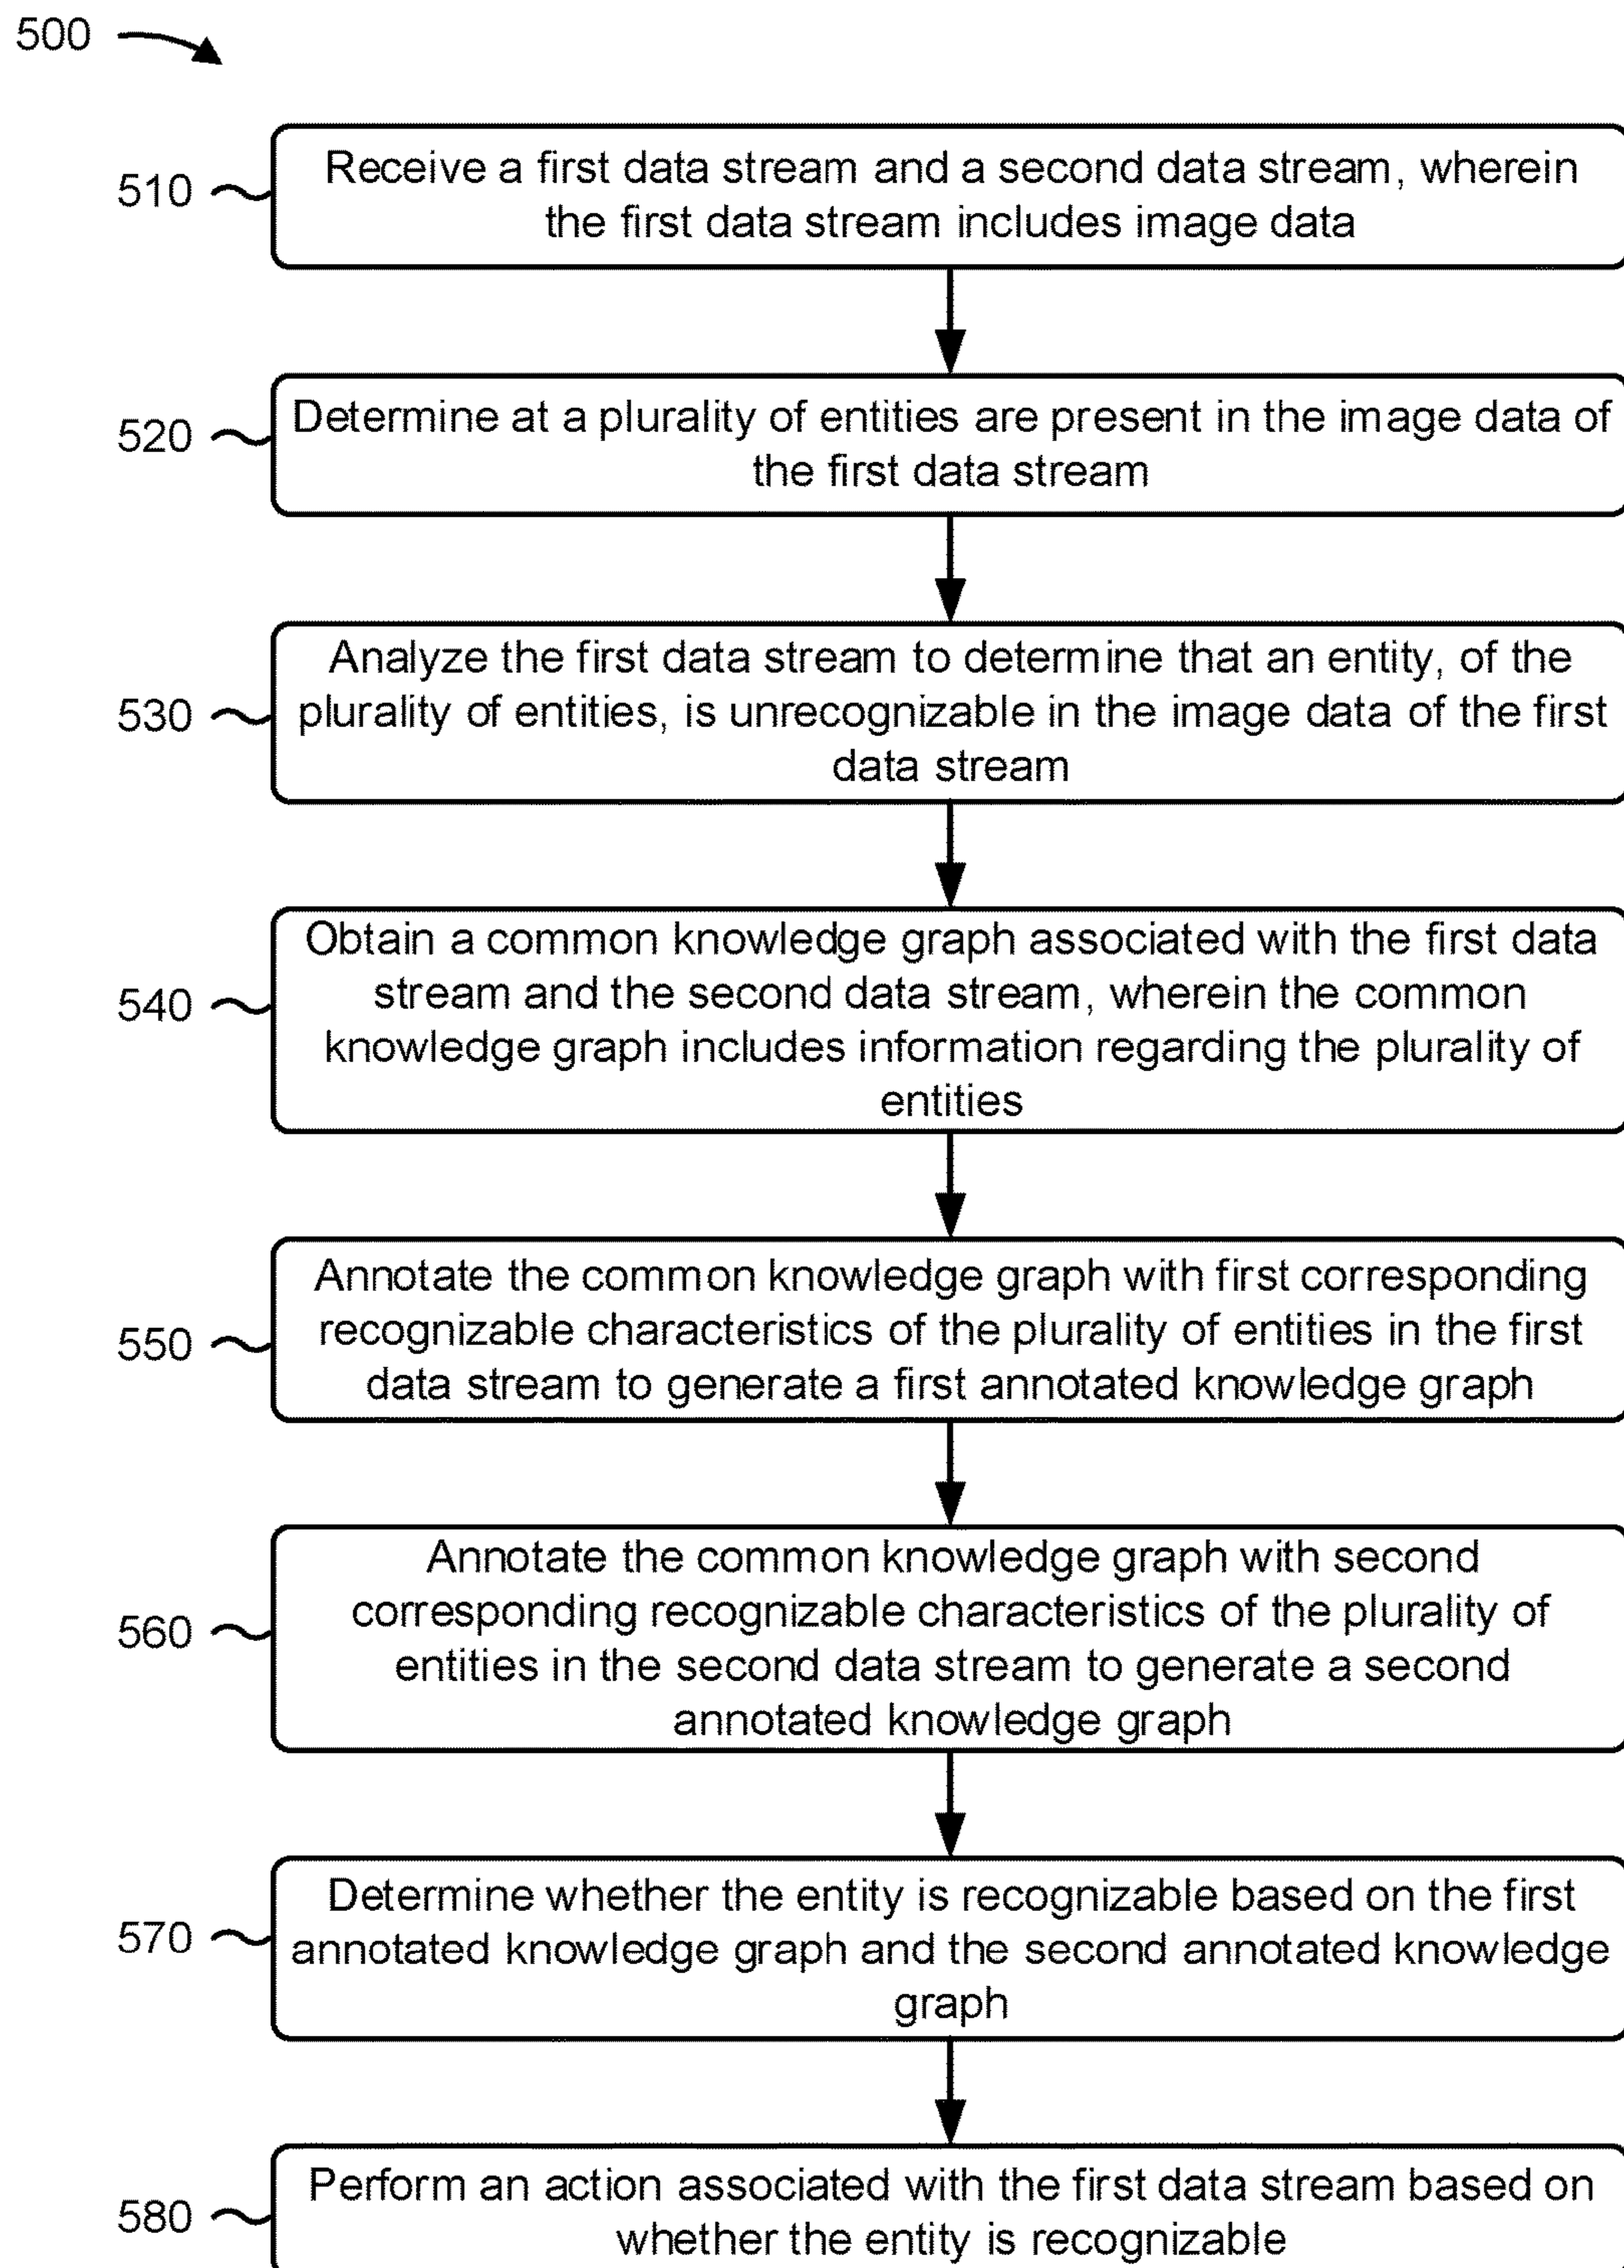 500
510
Receive a first data stream and a second data stream, wherein
the first data stream includes image data
520
Determine at a plurality of entities are present in the image data of
the first data stream
530
Analyze the first data stream to determine that an entity, of the
plurality of entities, is unrecognizable in the image data of the first
data stream
540
Obtain a common knowledge graph associated with the first data
stream and the second data stream, wherein the common
knowledge graph includes information regarding the plurality of
entities
550
Annotate the common knowledge graph with first corresponding
recognizable characteristics of the plurality of entities in the first
data stream to generate a first annotated knowledge graph
560
Annotate the common knowledge graph with second
corresponding recognizable characteristics of the plurality of
entities in the second data stream to generate a second
annotated knowledge graph
570
Determine whether the entity is recognizable based on the first
annotated knowledge graph and the second annotated knowledge
graph
580
Perform an action associated with the first data stream based on
whether the entity is recognizable